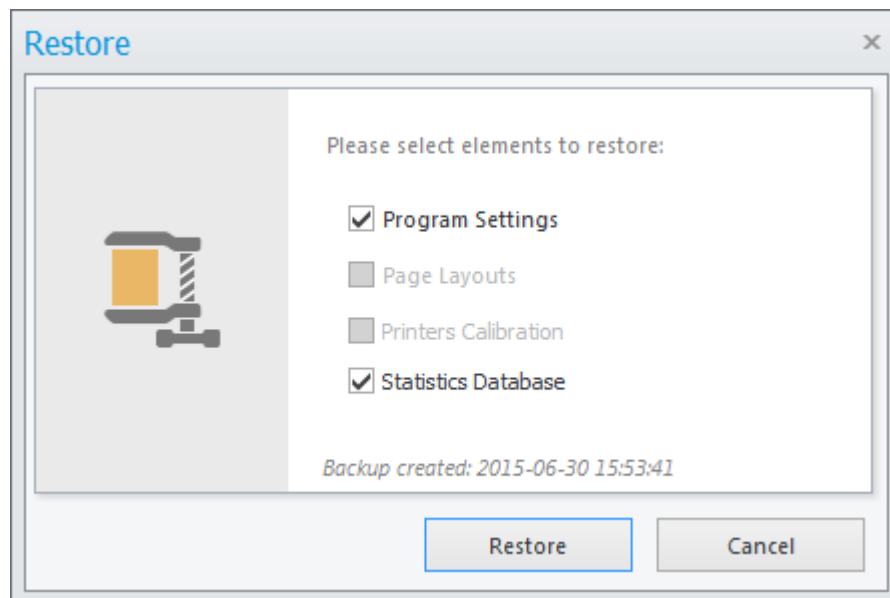 Restore
Please select elements to restore:
Program Settings
Page Layouts
Printers Calibration
Statistics Database
Backup created: 2015-06-30 15:53:41
Restore
Cancel